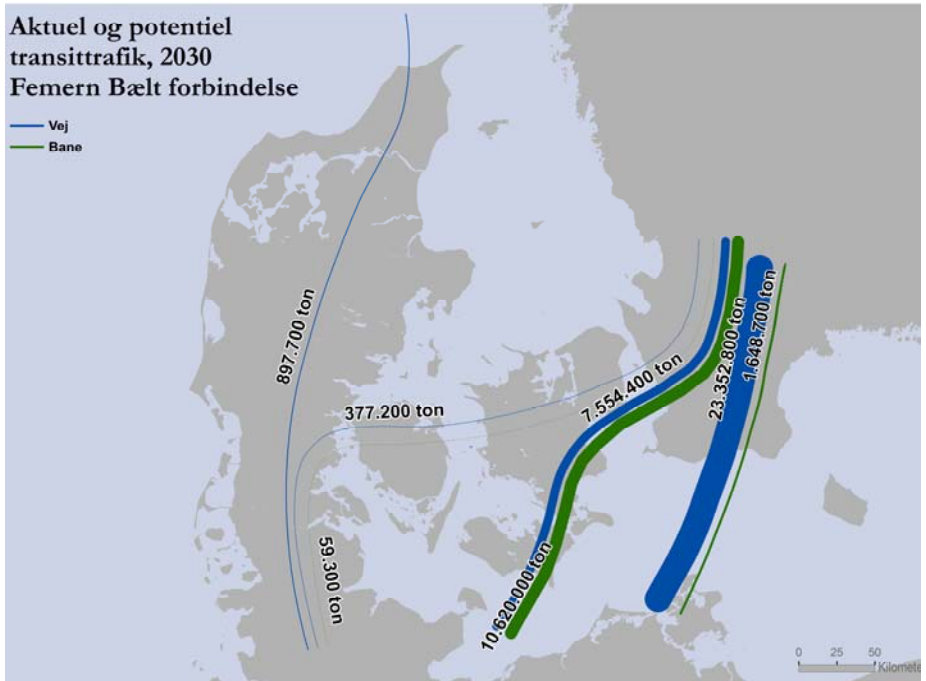 Aktuel og potentiel
transittrafik, 2030
Femern Bælt forbindelse
Vej
Bane
897.700 ton
377.200 ton
59.300 ton
7.554.400 ton
10.620.000 ton
23.352.800 ton
1.648.700 ton
0 25 50
Kilomete